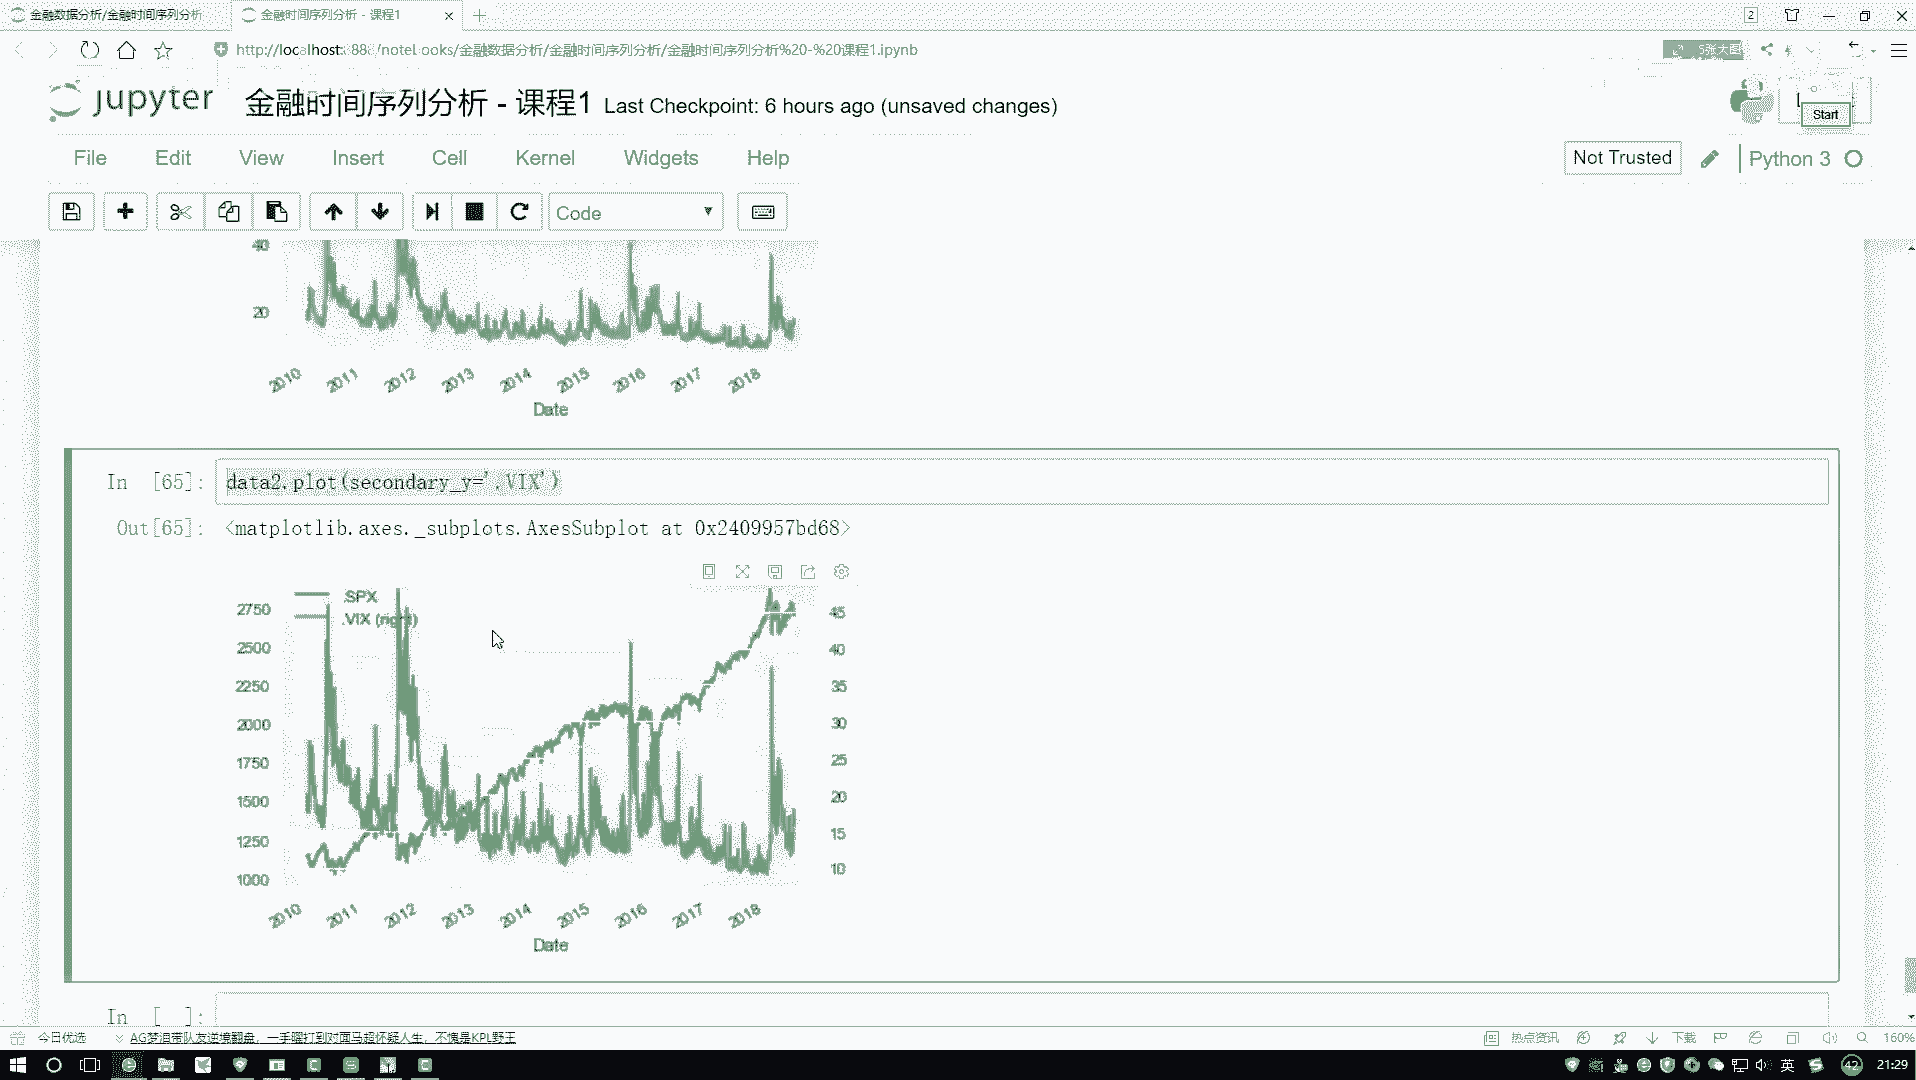 金融数据分析/金融时间序列分析
金融时间序列分析 - 课程1
2
http://localhost:888/notebooks/金融数据分析/金融时间序列分析/金融时间序列分析%20-%20课程1.ipynb
5张大图
jupyter 金融时间序列分析 - 课程1 Last Checkpoint: 6 hours ago (unsaved changes)
Start
File Edit View Insert Cell Kernel Widgets Help
Not Trusted
Python 3
Code
40
20
2010 2011 2012 2013 2014 2015 2016 2017 2018
Date
In [65]: data2.plot(secondary_y='.VIX')
Out[65]: <matplotlib.axes._subplots.AxesSubplot at 0x2409957bd68>
.SPX
.VIX (right)
2750 45
2500 40
2250 35
2000 30
1750 25
1500 20
1250 15
1000 10
2010 2011 2012 2013 2014 2015 2016 2017 2018
Date
In [ ]:
今日优选
AG梦泪带队友逆境翻盘，一手曜打到对面马超怀疑人生，不愧是KPL野王
热点资讯
下载
160%
英
42
21:29